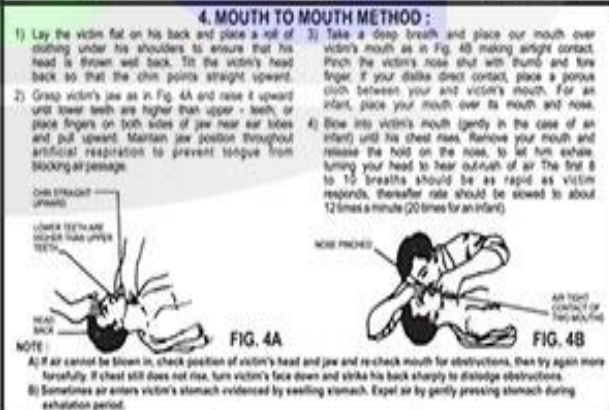 4. MOUTH TO MOUTH METHOD :
1) Lay the victim flat on his back and place a roll of
clothing under his shoulders to ensure that his
head is thrown well back. Tilt the victim's head
back so that the chin points straight upward.
2) Grasp victim's jaw as in Fig. 4A and raise it upward
until lower teeth are higher than upper - teeth, or
place fingers on both sides of jaw near ear lobes
and pull upward. Maintain jaw position throughout
artificial respiration to prevent tongue from
blocking air passage.
3) Take a deep breath and place our mouth over
victim's mouth as in Fig. 4B making airtight contact.
Pinch the victim's nose shut with thumb and fore
finger. If your dislike direct contact, place a porous
cloth between your and victim's mouth. For an
infant, place your mouth over its mouth and nose.
4) Blow into victim's mouth (gently in the case of an
infant) until his chest rises. Remove your mouth and
release the hold on the nose, to let him exhale,
turning your head to hear out-rush of air The first 8
to 10 breaths should be as rapid as victim
responds, thereafter rate should be slowed to about
12 times a minute (20 times for an infant).
CHIN STRAIGHT
UPWARD
LOWER TEETH ARE
HIGHER THAN UPPER
TEETH
HEAD
BACK
FIG. 4A
NOSE PINCHED
AIR TIGHT
CONTACT OF
TWO MOUTHS
FIG. 4B
NOTE :
A) If air cannot be blown in, check position of victim's head and jaw and re-check mouth for obstructions, then try again more
forcefully. If chest still does not rise, turn victim's face down and strike his back sharply to dislodge obstructions.
B) Sometimes air enters victim's stomach evidenced by swelling stomach. Expel air by gently pressing stomach during
exhalation period.